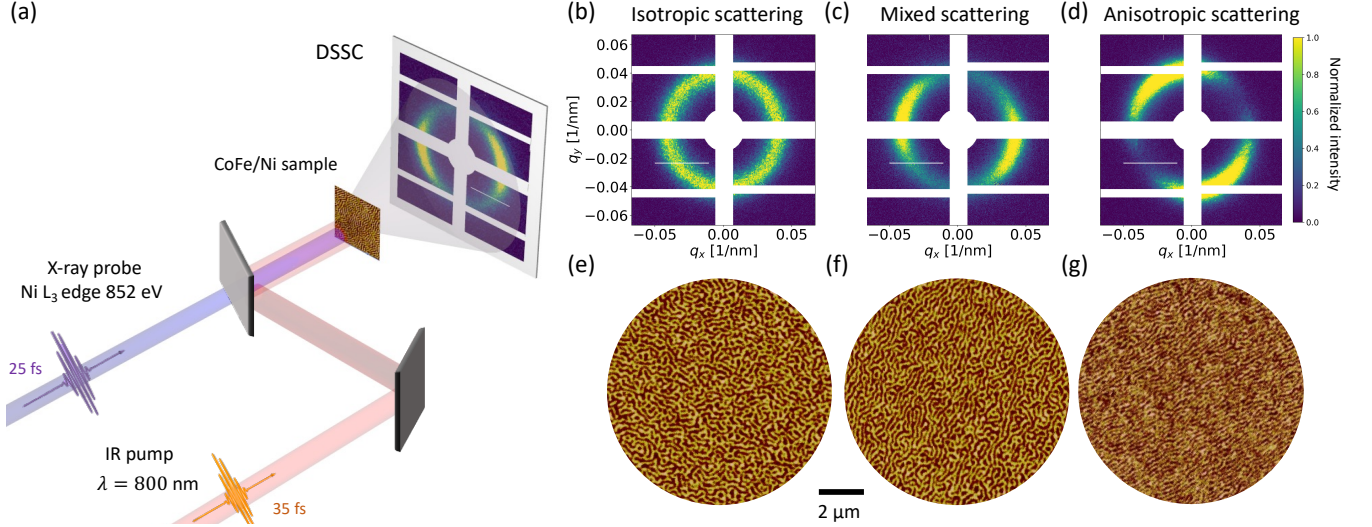 (a)
DSSC
CoFe/Ni sample
X-ray probe
Ni L₃ edge 852 eV
25 fs
IR pump
λ = 800 nm
35 fs
(b) Isotropic scattering
(c) Mixed scattering
(d) Anisotropic scattering
0.06
0.04
0.02
0.00
−0.02
−0.04
−0.06
q_y [1/nm]
−0.05 0.00 0.05
q_x [1/nm]
−0.05 0.00 0.05
q_x [1/nm]
−0.05 0.00 0.05
q_x [1/nm]
1.0
0.8
0.6
0.4
0.2
0.0
Normalized intensity
(e)
(f)
(g)
2 μm